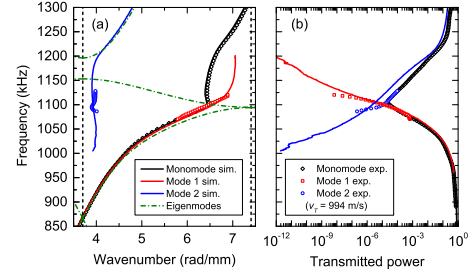 (a)
(b)
Frequency (kHz)
1300
1250
1200
1150
1100
1050
1000
950
900
850
Monomode sim.
Mode 1 sim.
Mode 2 sim.
Eigenmodes
Monomode exp.
Mode 1 exp.
Mode 2 exp.
(v_T = 994 m/s)
4 5 6 7
10^-12 10^-9 10^-6 10^-3 10^0
Wavenumber (rad/mm)
Transmitted power